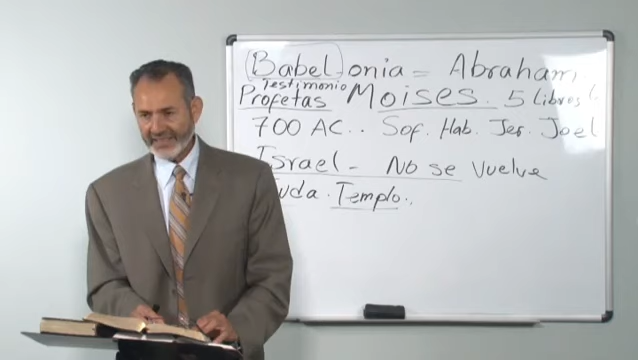 (Babel)onia = Abraham,
Testimonio
Profetas Moises. 5 libros
700 AC.. Sof. Hab. Jer. Joel
Israel - No se vuelve
Juda. Templo.